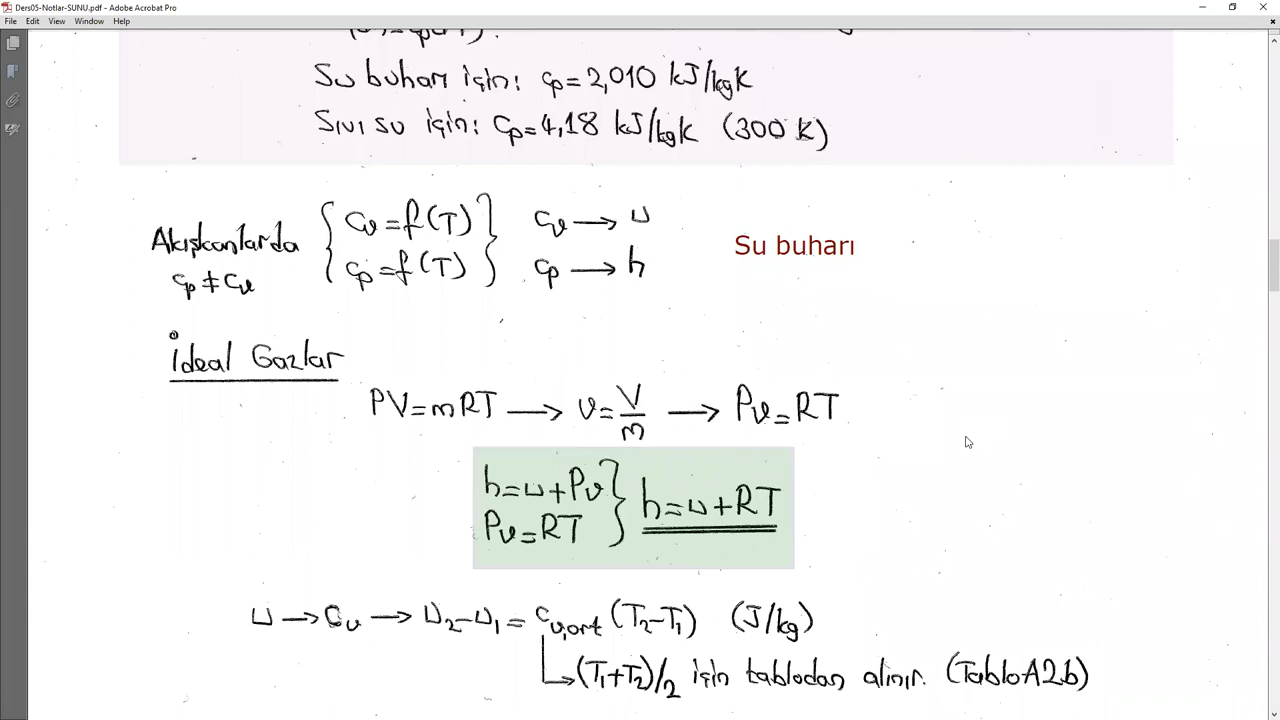 Ders05-Notlar-SUNU.pdf - Adobe Acrobat Pro
File Edit View Window Help
Su buharı için: cp=2,010 kJ/kgK
Sıvı su için: Cp=4,18 kJ/kgK (300 K)
Akışkanlarda { cv=f(T) } cv → u
cp≠cv { cp=f(T) } cp → h
Su buharı
İdeal Gazlar
PV=mRT → v=V/m → Pv=RT
h=u+Pv } h=u+RT
Pv=RT
u → Cv → U2-U1= cv,ort (T2-T1) (J/kg)
→ (T1+T2)/2 için tablodan alınır. (TabloA2b)